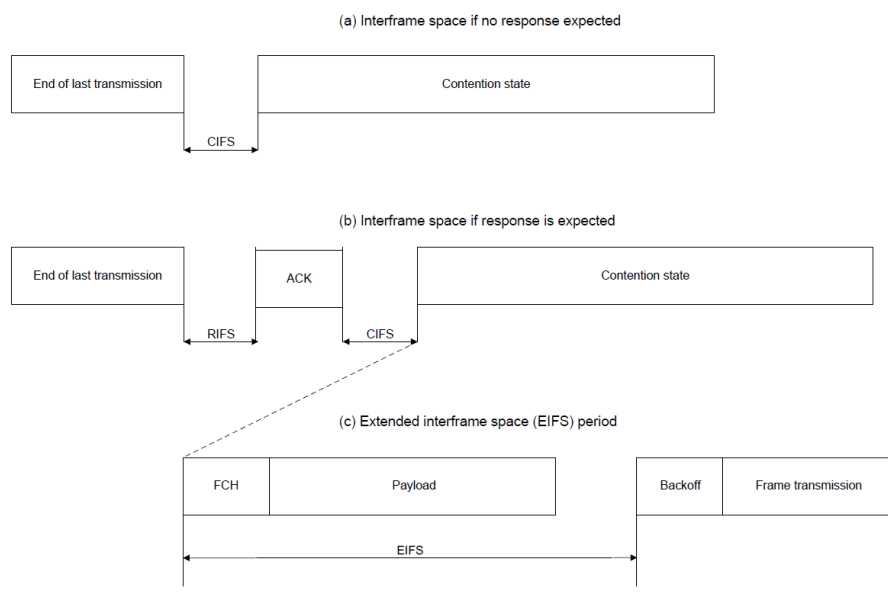 (a) Interframe space if no response expected
End of last transmission
Contention state
CIFS
(b) Interframe space if response is expected
End of last transmission
ACK
Contention state
RIFS
CIFS
(c) Extended interframe space (EIFS) period
FCH
Payload
Backoff
Frame transmission
EIFS